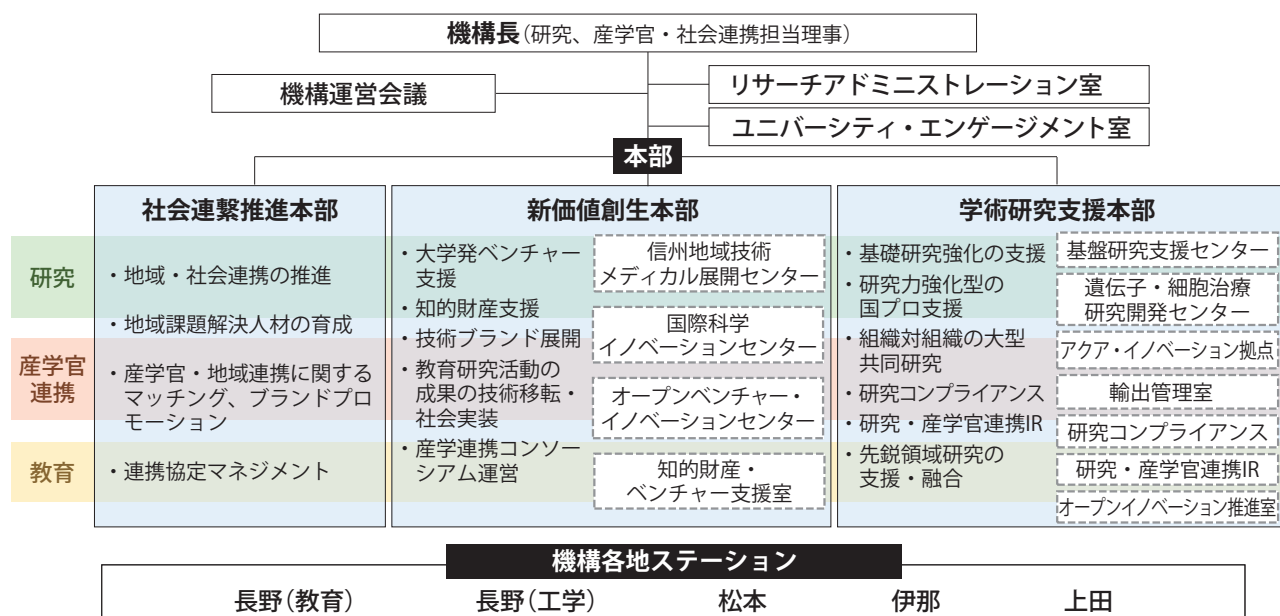 機構長(研究、産学官・社会連携担当理事)
機構運営会議
リサーチアドミニストレーション室
ユニバーシティ・エンゲージメント室
本部
社会連繋推進本部
新価値創生本部
学術研究支援本部
研究
産学官
連携
教育
・地域・社会連携の推進
・地域課題解決人材の育成
・産学官・地域連携に関する
マッチング、ブランドプロ
モーション
・連携協定マネジメント
・大学発ベンチャー
支援
・知的財産支援
・技術ブランド展開
・教育研究活動の
成果の技術移転・
社会実装
・産学連携コンソー
シアム運営
信州地域技術
メディカル展開センター
国際科学
イノベーションセンター
オープンベンチャー・
イノベーションセンター
知的財産・
ベンチャー支援室
・基礎研究強化の支援
・研究力強化型の
国プロ支援
・組織対組織の大型
共同研究
・研究コンプライアンス
・研究・産学官連携IR
・先鋭領域研究の
支援・融合
基盤研究支援センター
遺伝子・細胞治療
研究開発センター
アクア・イノベーション拠点
輸出管理室
研究コンプライアンス
研究・産学官連携IR
オープンイノベーション推進室
機構各地ステーション
長野(教育) 長野(工学) 松本 伊那 上田